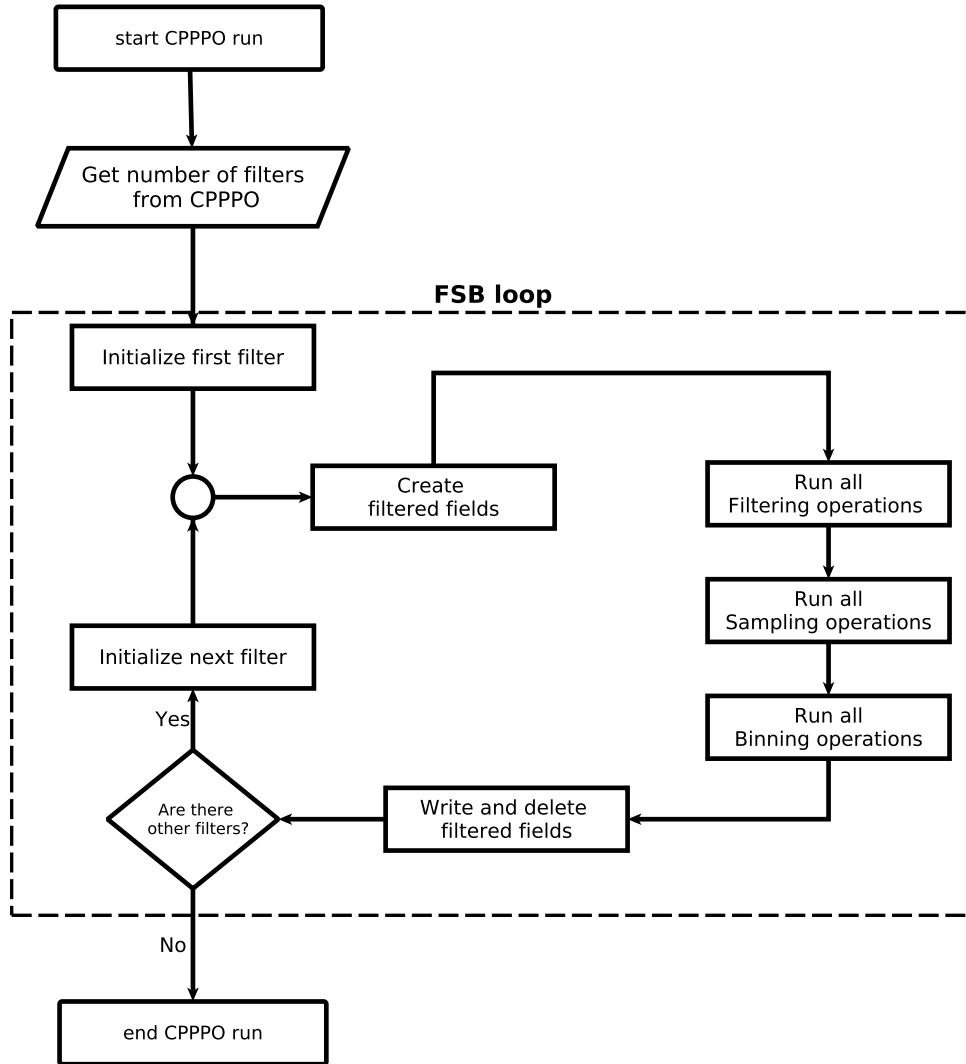 start CPPPO run
Get number of filters
from CPPPO
FSB loop
Initialize first filter
Create
filtered fields
Run all
Filtering operations
Run all
Sampling operations
Initialize next filter
Run all
Binning operations
Yes
Write and delete
filtered fields
Are there
other filters?
No
end CPPPO run